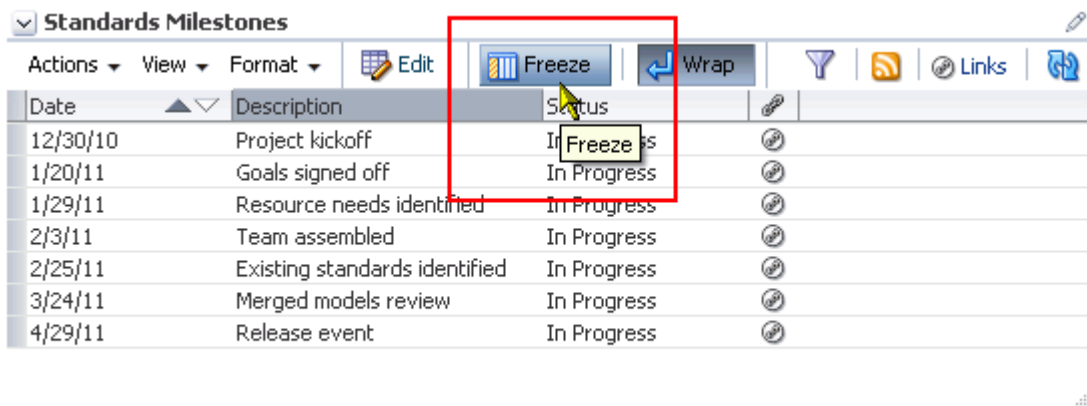 Standards Milestones
Actions View Format Edit Freeze Wrap Links
Date Description Status
12/30/10 Project kickoff In Freeze ss
1/20/11 Goals signed off In Progress
1/29/11 Resource needs identified In Progress
2/3/11 Team assembled In Progress
2/25/11 Existing standards identified In Progress
3/24/11 Merged models review In Progress
4/29/11 Release event In Progress